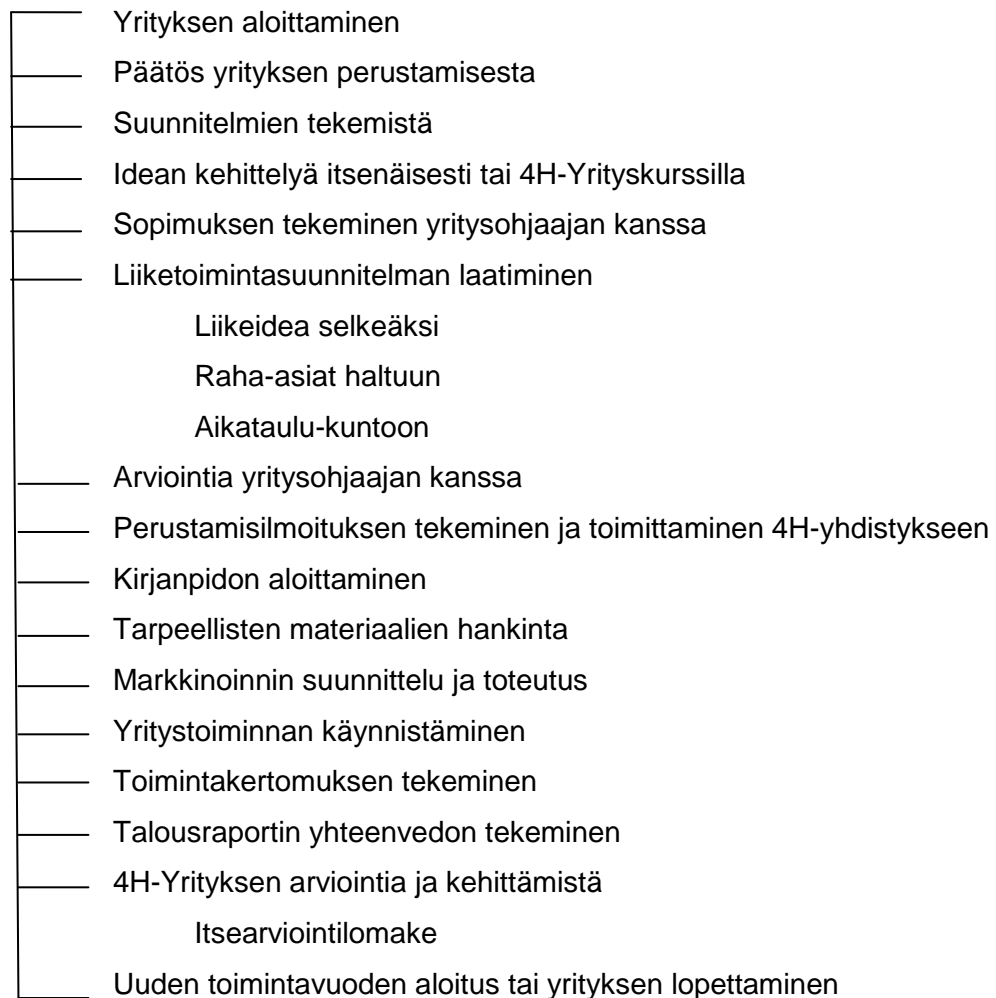 Yrityksen aloittaminen
Päätös yrityksen perustamisesta
Suunnitelmien tekemistä
Idean kehittelyä itsenäisesti tai 4H-Yrityskurssilla
Sopimuksen tekeminen yritysohjaajan kanssa
Liiketoimintasuunnitelman laatiminen
Liikeidea selkeäksi
Raha-asiat haltuun
Aikataulu-kuntoon
Arviointia yritysohjaajan kanssa
Perustamisilmoituksen tekeminen ja toimittaminen 4H-yhdistykseen
Kirjanpidon aloittaminen
Tarpeellisten materiaalien hankinta
Markkinoinnin suunnittelu ja toteutus
Yritystoiminnan käynnistäminen
Toimintakertomuksen tekeminen
Talousraportin yhteenvedon tekeminen
4H-Yrityksen arviointia ja kehittämistä
Itsearviointilomake
Uuden toimintavuoden aloitus tai yrityksen lopettaminen